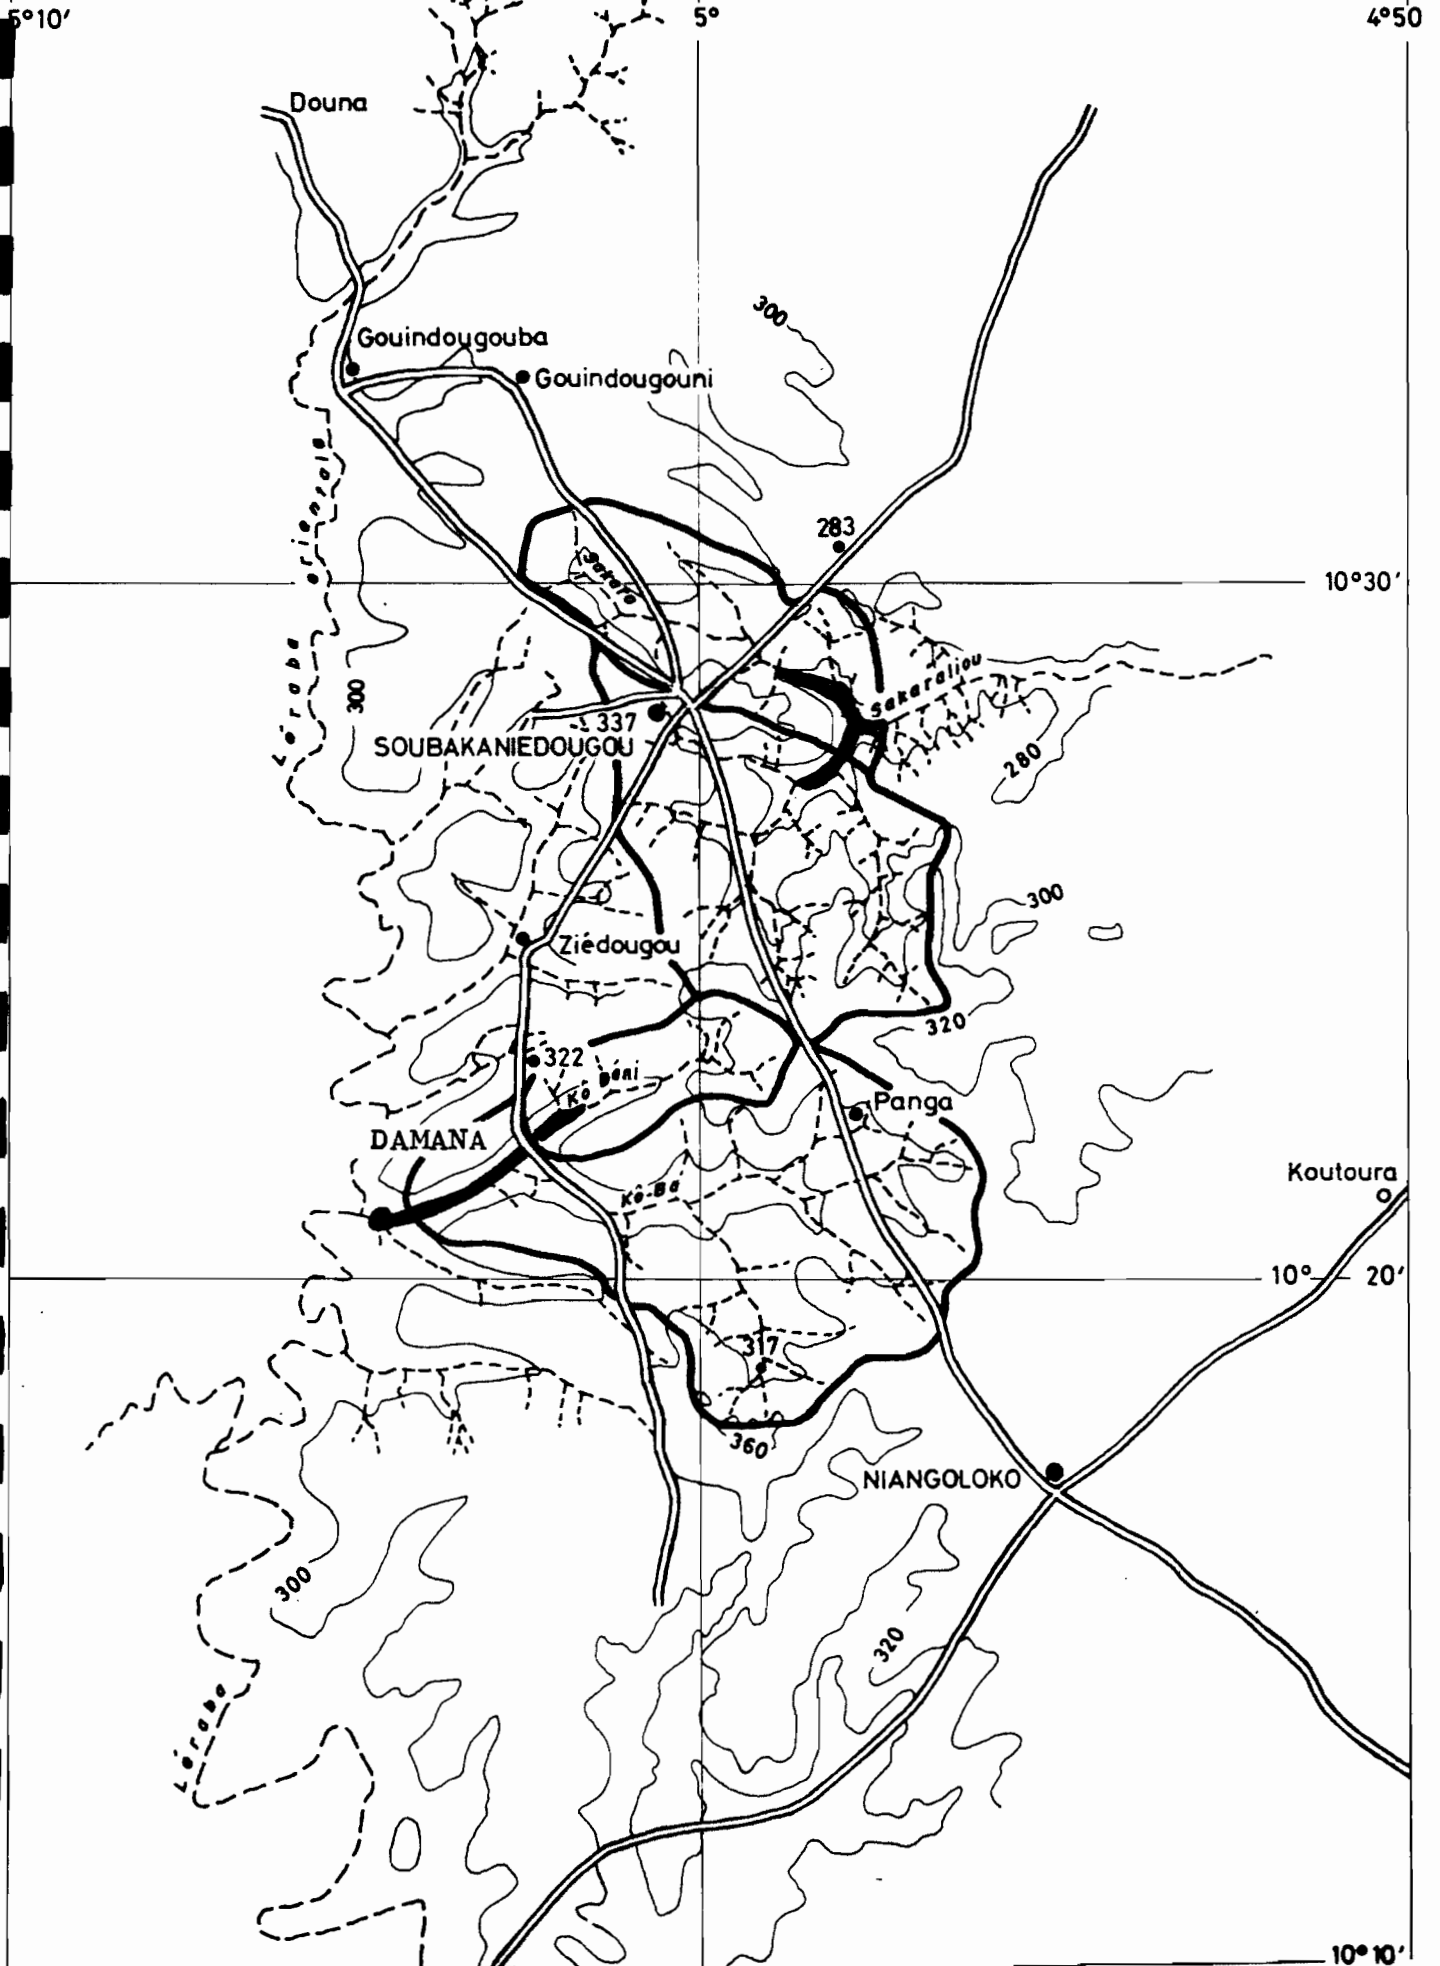 5°10'
5°
4°50
Douna
300
Gouindougouba
Gouindougouni
orientale
283
Sakara
10°30'
Léraba
300
Sakaraliou
337
SOUBAKANIEDOUGOU
280
300
Ziédougou
320
322
Kô Béni
Panga
DAMANA
Koutoura
Kô-Ba
10° 20'
317
360
NIANGOLOKO
300
320
Léraba
10°10'